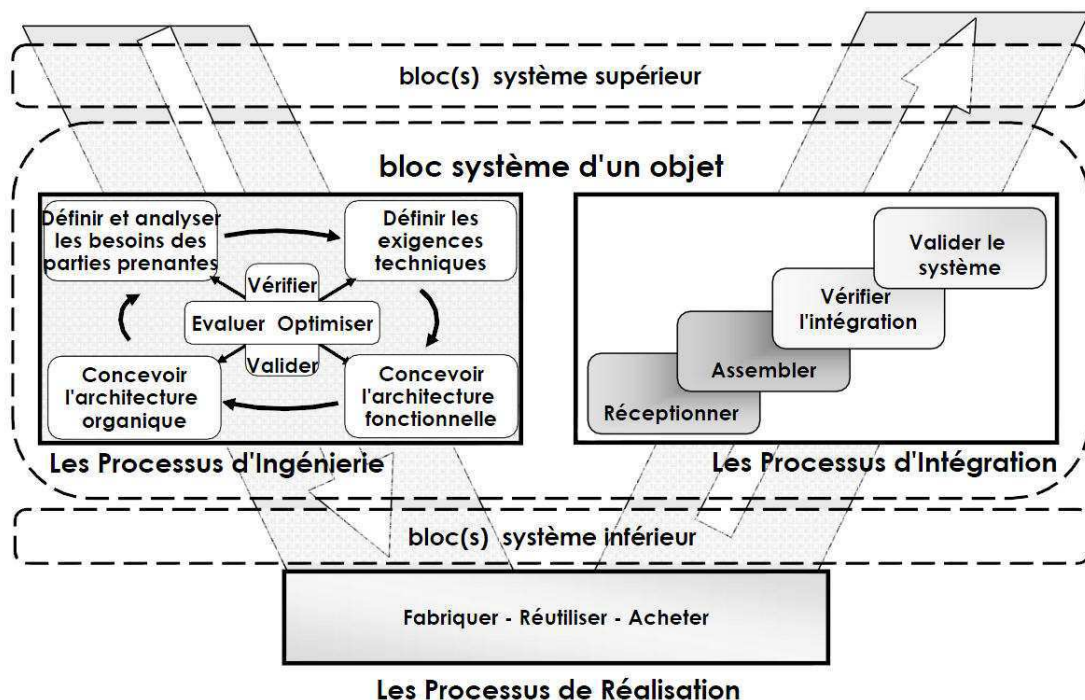 bloc(s) système supérieur
bloc système d'un objet
Définir et analyser
les besoins des
parties prenantes
Définir les
exigences
techniques
Vérifier
Evaluer Optimiser
Valider
Concevoir
l'architecture
organique
Concevoir
l'architecture
fonctionnelle
Les Processus d'Ingénierie
Valider le
système
Vérifier
l'intégration
Assembler
Réceptionner
Les Processus d'Intégration
bloc(s) système inférieur
Fabriquer - Réutiliser - Acheter
Les Processus de Réalisation